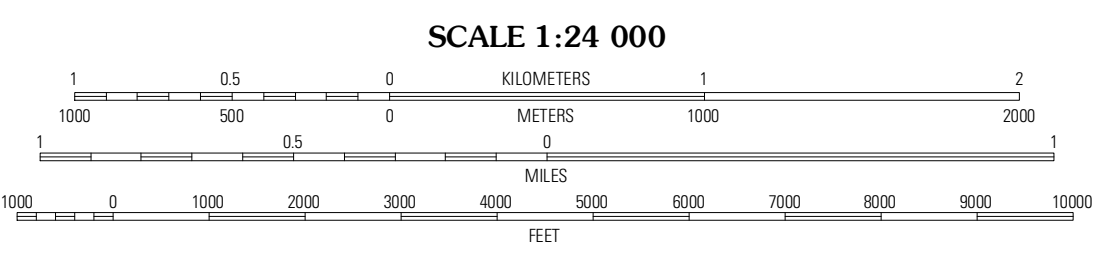 SCALE 1:24 000
1 0.5 0 KILOMETERS 1 2
1000 500 0 METERS 1000 2000
1 0.5 0 1
MILES
1000 0 1000 2000 3000 4000 5000 6000 7000 8000 9000 10000
FEET